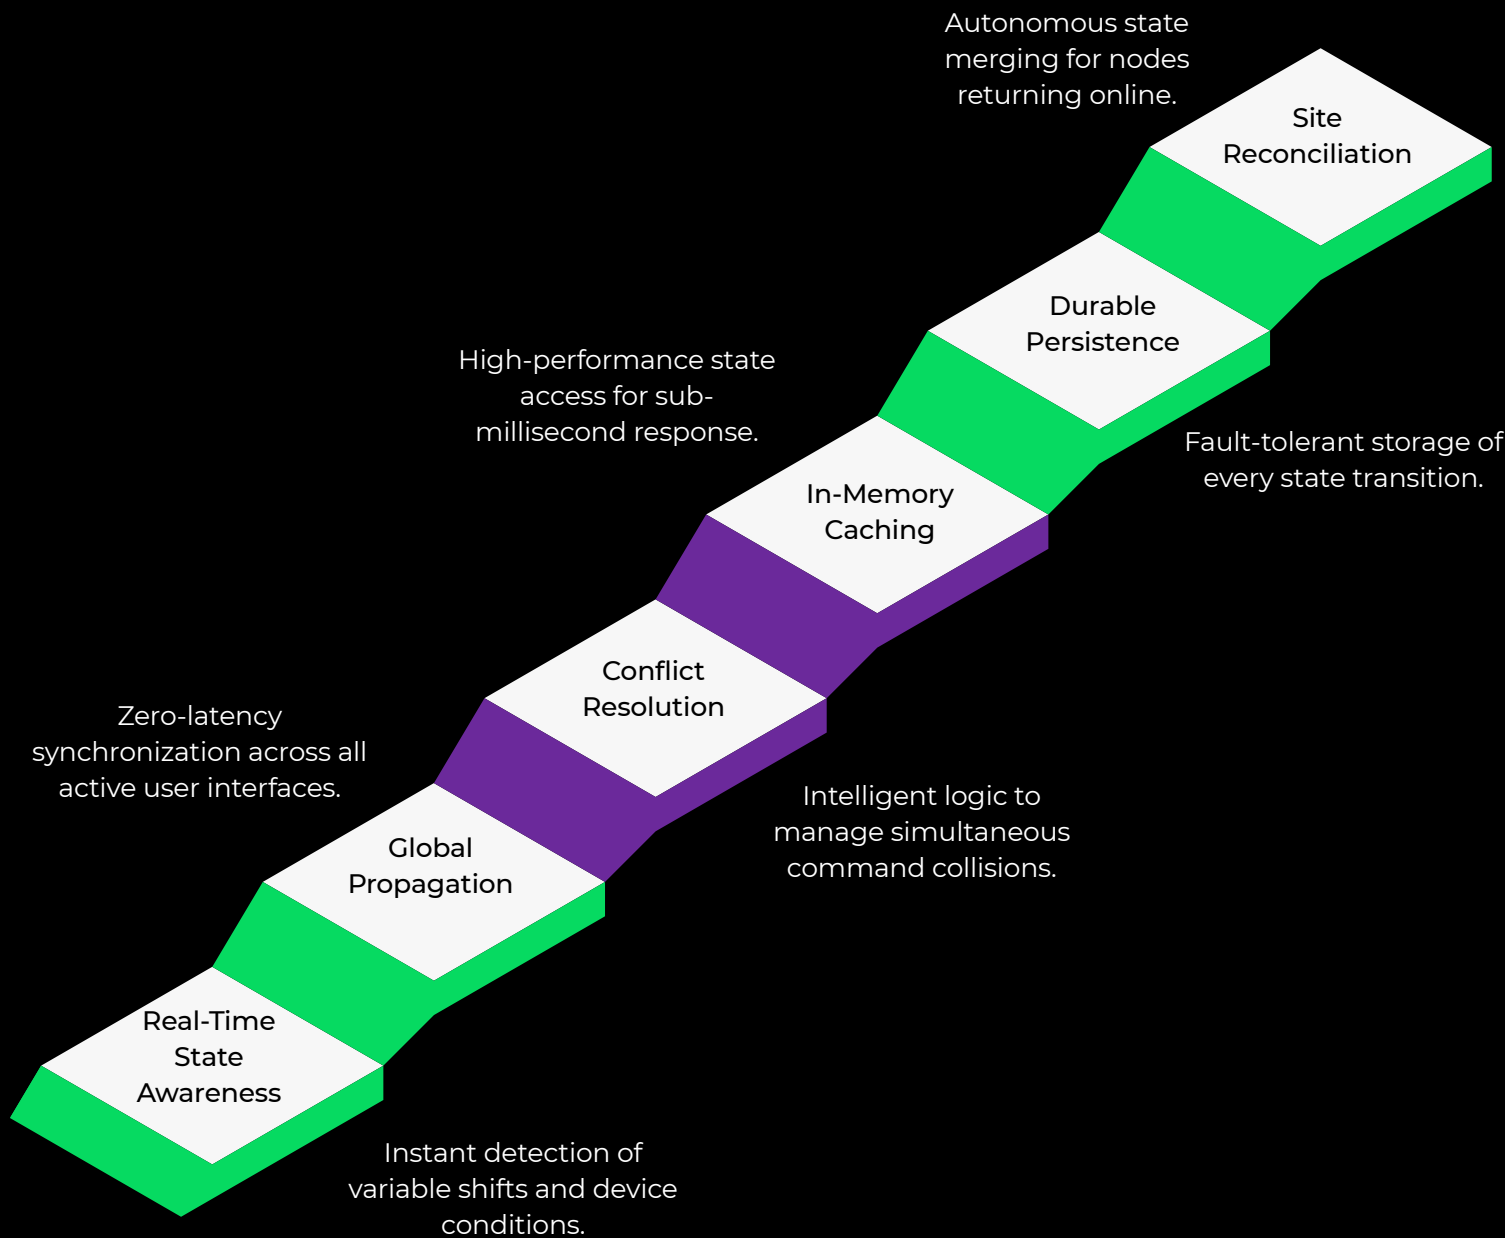 Autonomous state
merging for nodes
returning online.
Site
Reconciliation
Durable
Persistence
High-performance state
access for sub-
millisecond response.
Fault-tolerant storage of
every state transition.
In-Memory
Caching
Conflict
Resolution
Zero-latency
synchronization across all
active user interfaces.
Intelligent logic to
manage simultaneous
command collisions.
Global
Propagation
Real-Time
State
Awareness
Instant detection of
variable shifts and device
conditions.